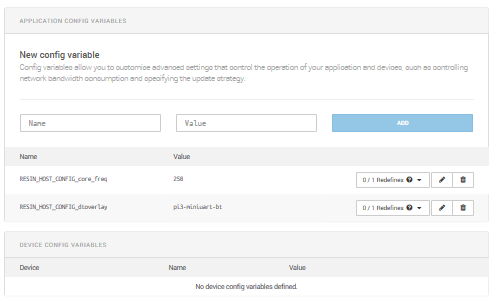 APPLICATION CONFIG VARIABLES
New config variable
Config variables allow you to customise advanced settings that control the operation of your application and devices, such as controlling
network bandwidth consumption and specifying the update strategy.
Name Value ADD
Name Value
RESIN_HOST_CONFIG_core_freq 250 0 / 1 Redefines ?
RESIN_HOST_CONFIG_dtoverlay pi3-miniuart-bt 0 / 1 Redefines ?
DEVICE CONFIG VARIABLES
Device Name Value
No device config variables defined.